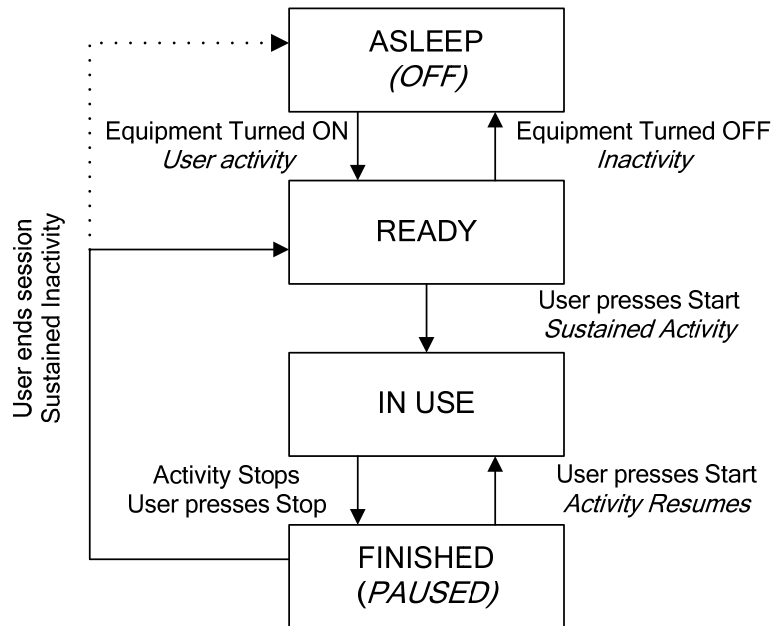 ASLEEP
(OFF)
Equipment Turned ON
User activity
Equipment Turned OFF
Inactivity
READY
User ends session
Sustained Inactivity
User presses Start
Sustained Activity
IN USE
Activity Stops
User presses Stop
User presses Start
Activity Resumes
FINISHED
(PAUSED)